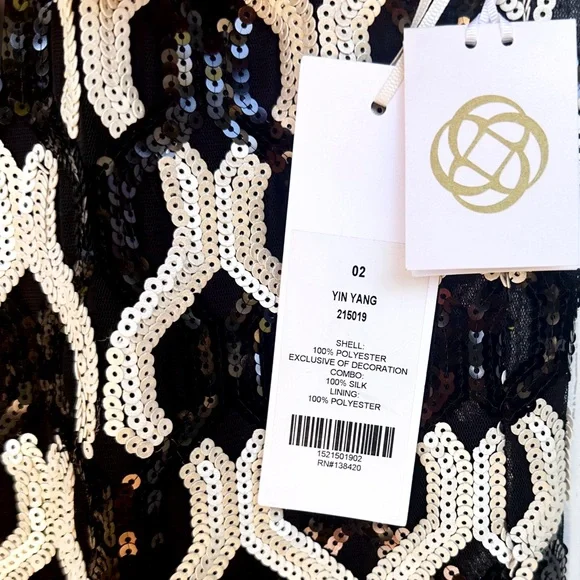 02
YIN YANG
215019
SHELL:
100% POLYESTER
EXCLUSIVE OF DECORATION
COMBO:
100% SILK
LINING:
100% POLYESTER
1521501902
RN#138420